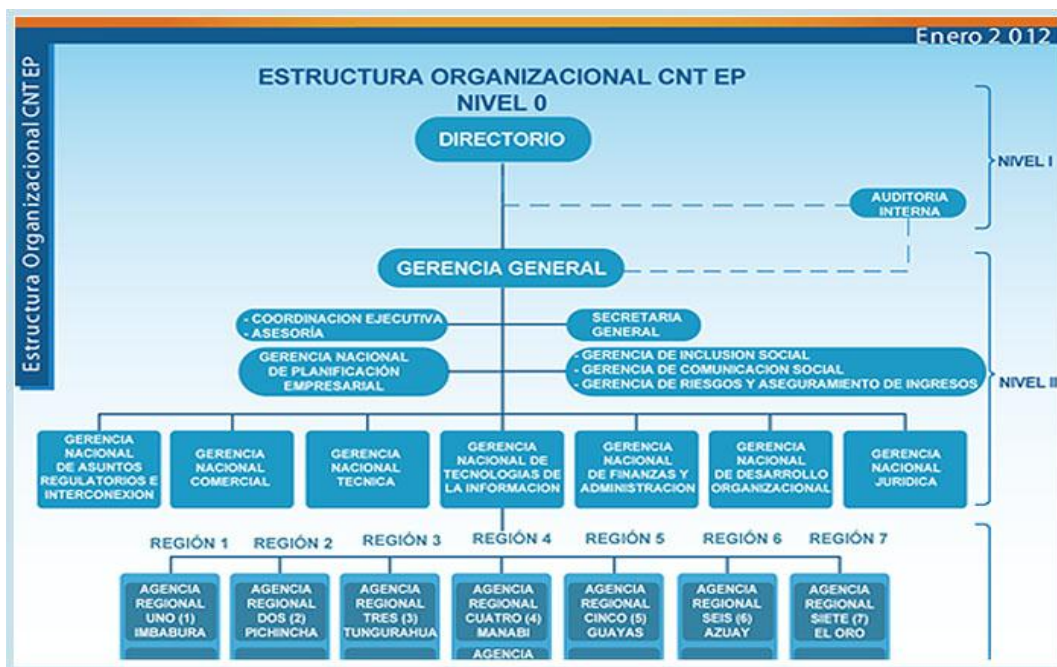 Enero 2 012
Estructura Organizacional CNT EP
ESTRUCTURA ORGANIZACIONAL CNT EP
NIVEL 0
DIRECTORIO
NIVEL I
AUDITORIA
INTERNA
GERENCIA GENERAL
- COORDINACION EJECUTIVA
- ASESORÍA
SECRETARIA
GENERAL
GERENCIA NACIONAL
DE PLANIFICACIÓN
EMPRESARIAL
- GERENCIA DE INCLUSION SOCIAL
- GERENCIA DE COMUNICACION SOCIAL
- GERENCIA DE RIESGOS Y ASEGURAMIENTO DE INGRESOS
NIVEL II
GERENCIA
NACIONAL
DE ASUNTOS
REGULATORIOS E
INTERCONEXION
GERENCIA
NACIONAL
COMERCIAL
GERENCIA
NACIONAL
TECNICA
GERENCIA
NACIONAL DE
TECNOLOGIAS DE
LA INFORMACION
GERENCIA
NACIONAL
DE FINANZAS Y
ADMINISTRACION
GERENCIA
NACIONAL
DE DESARROLLO
ORGANIZACIONAL
GERENCIA
NACIONAL
JURIDICA
REGIÓN 1
REGIÓN 2
REGIÓN 3
REGIÓN 4
REGIÓN 5
REGIÓN 6
REGIÓN 7
AGENCIA
REGIONAL
UNO (1)
IMBABURA
AGENCIA
REGIONAL
DOS (2)
PICHINCHA
AGENCIA
REGIONAL
TRES (3)
TUNGURAHUA
AGENCIA
REGIONAL
CUATRO (4)
MANABI
AGENCIA
AGENCIA
REGIONAL
CINCO (5)
GUAYAS
AGENCIA
REGIONAL
SEIS (6)
AZUAY
AGENCIA
REGIONAL
SIETE (7)
EL ORO